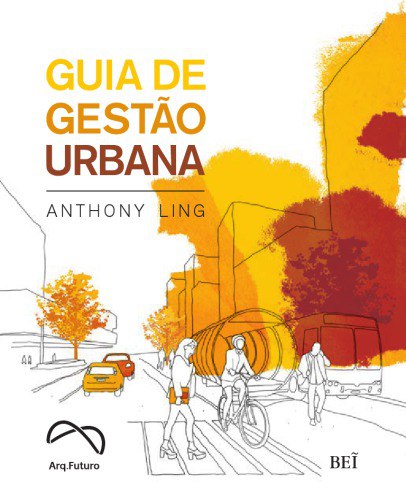 GUIA DE
GESTÃO
URBANA
ANTHONY LING
Arq.Futuro
BEĨ